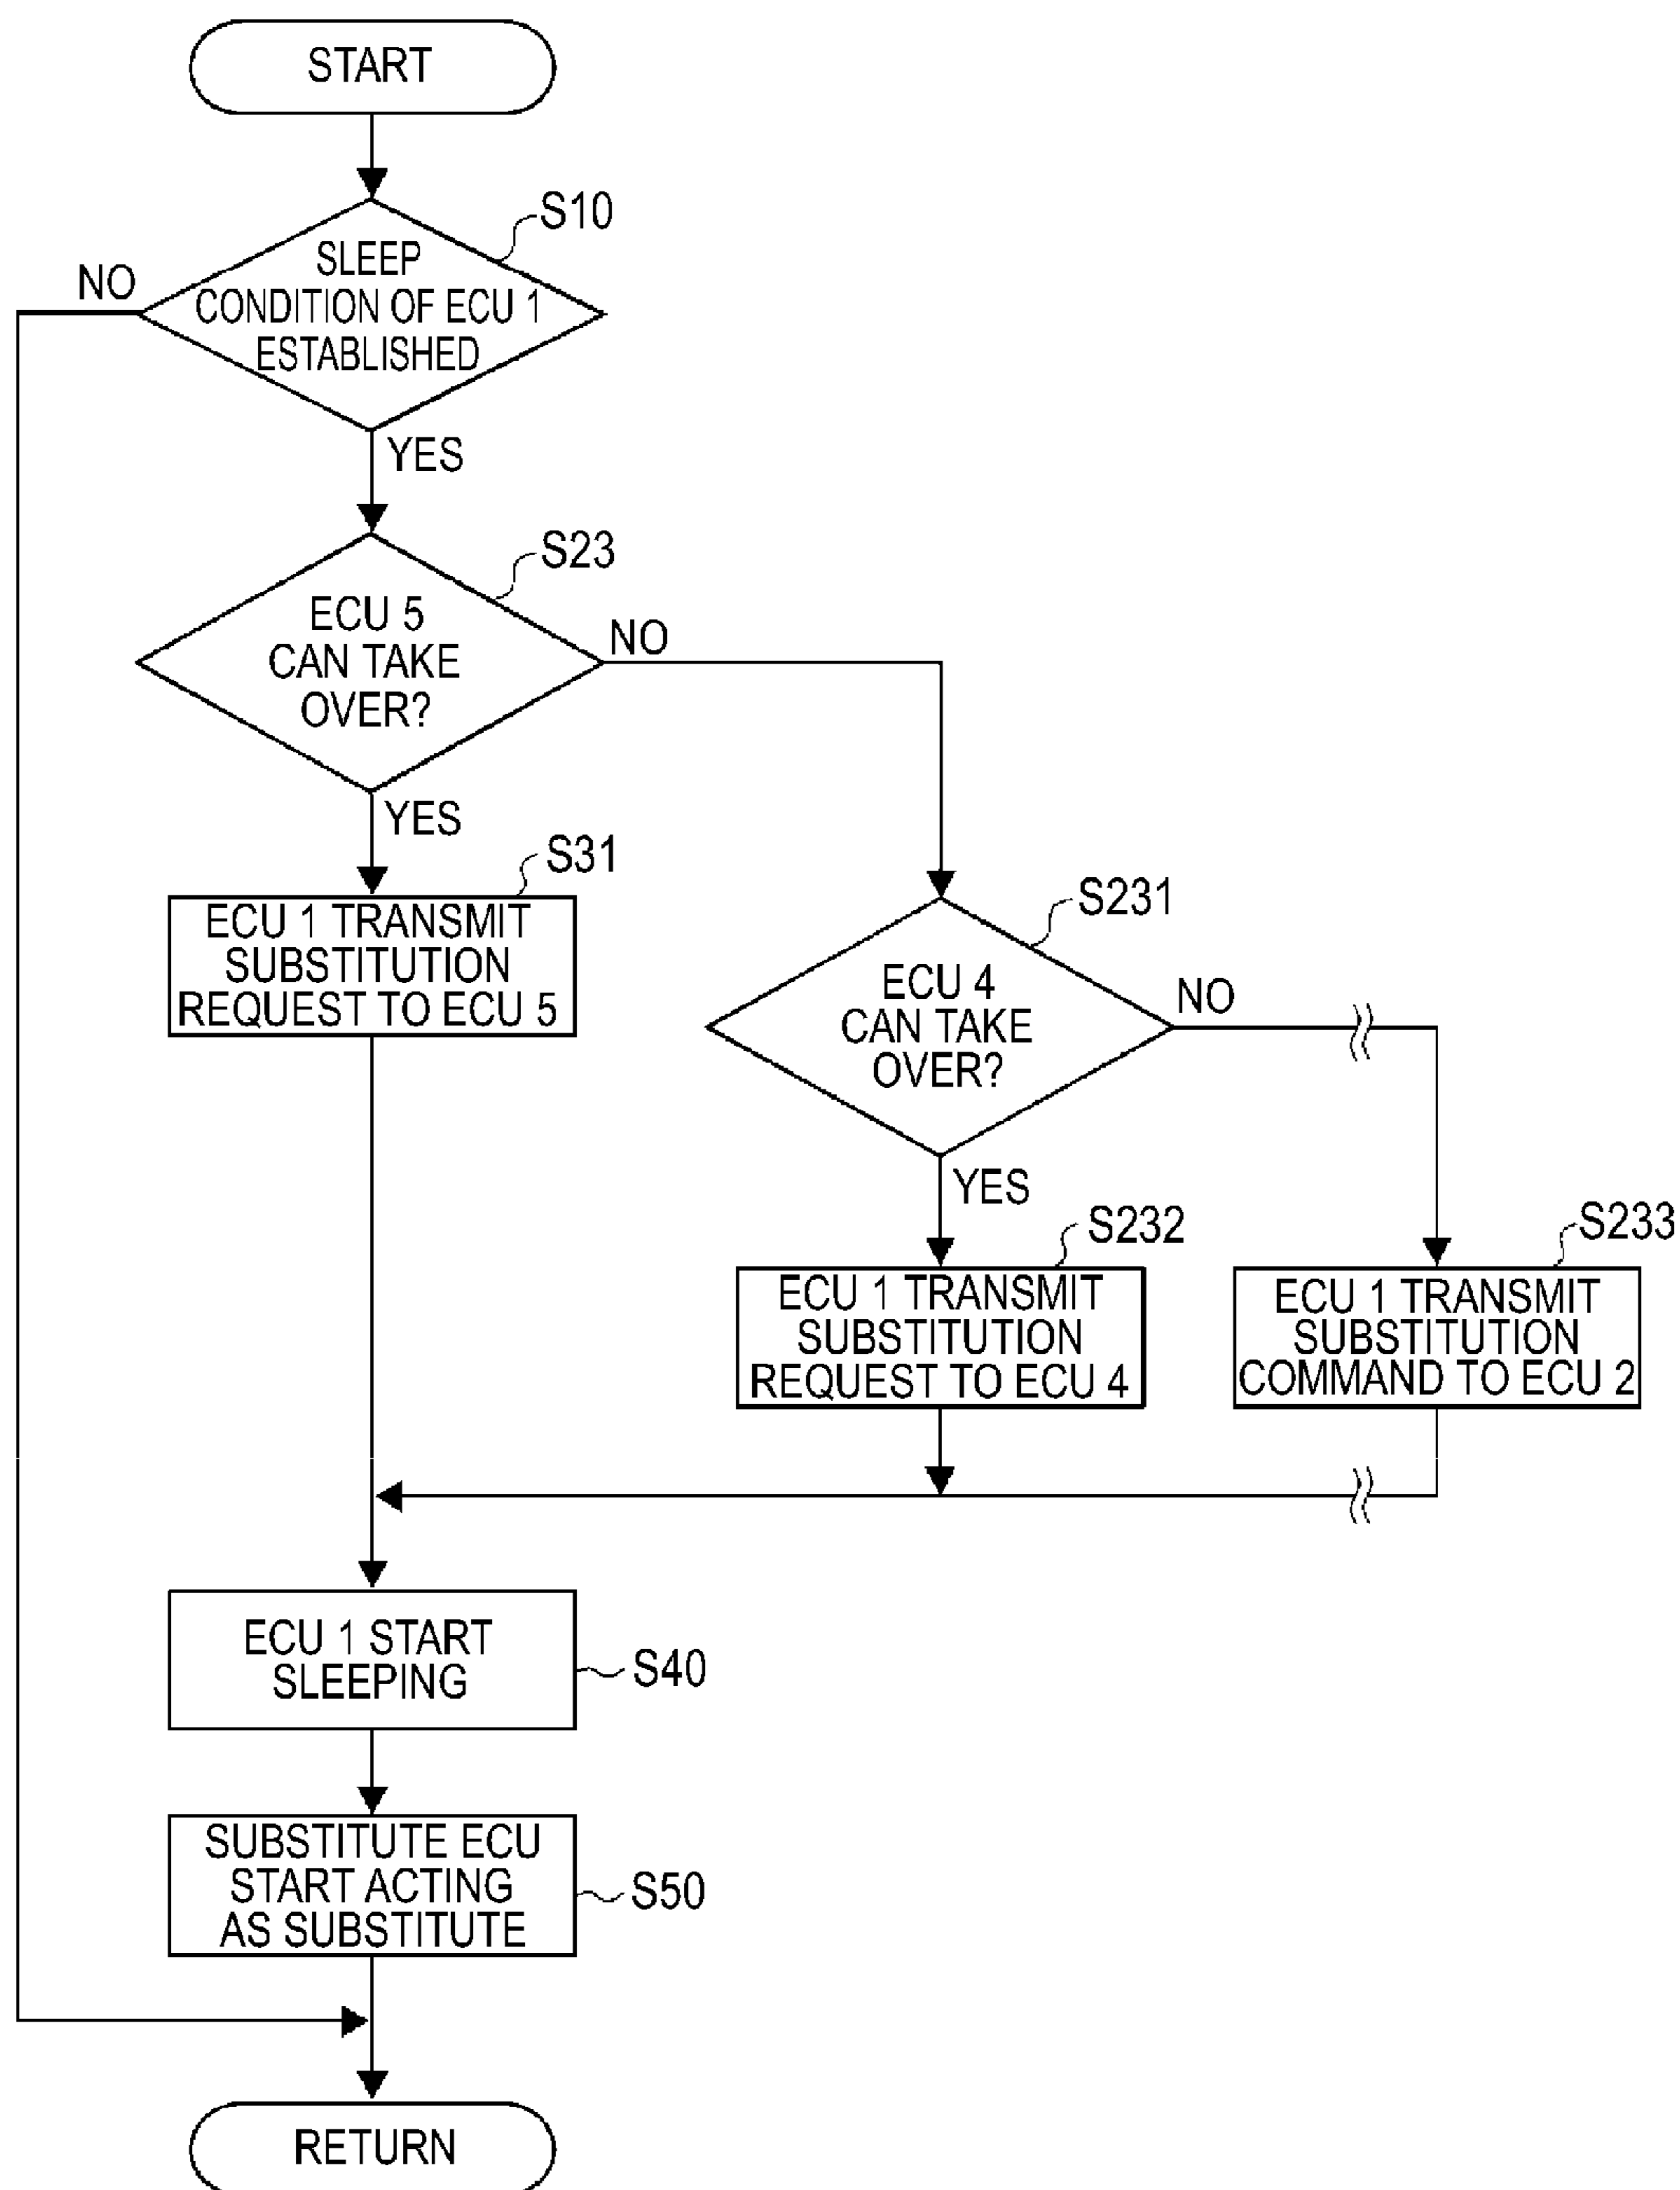 START
S10
NO
SLEEP
CONDITION OF ECU 1
ESTABLISHED
YES
S23
ECU 5
CAN TAKE
OVER?
NO
YES
S31
ECU 1 TRANSMIT
SUBSTITUTION
REQUEST TO ECU 5
S231
ECU 4
CAN TAKE
OVER?
NO
YES
S232
ECU 1 TRANSMIT
SUBSTITUTION
REQUEST TO ECU 4
S233
ECU 1 TRANSMIT
SUBSTITUTION
COMMAND TO ECU 2
ECU 1 START
SLEEPING
S40
SUBSTITUTE ECU
START ACTING
AS SUBSTITUTE
S50
RETURN